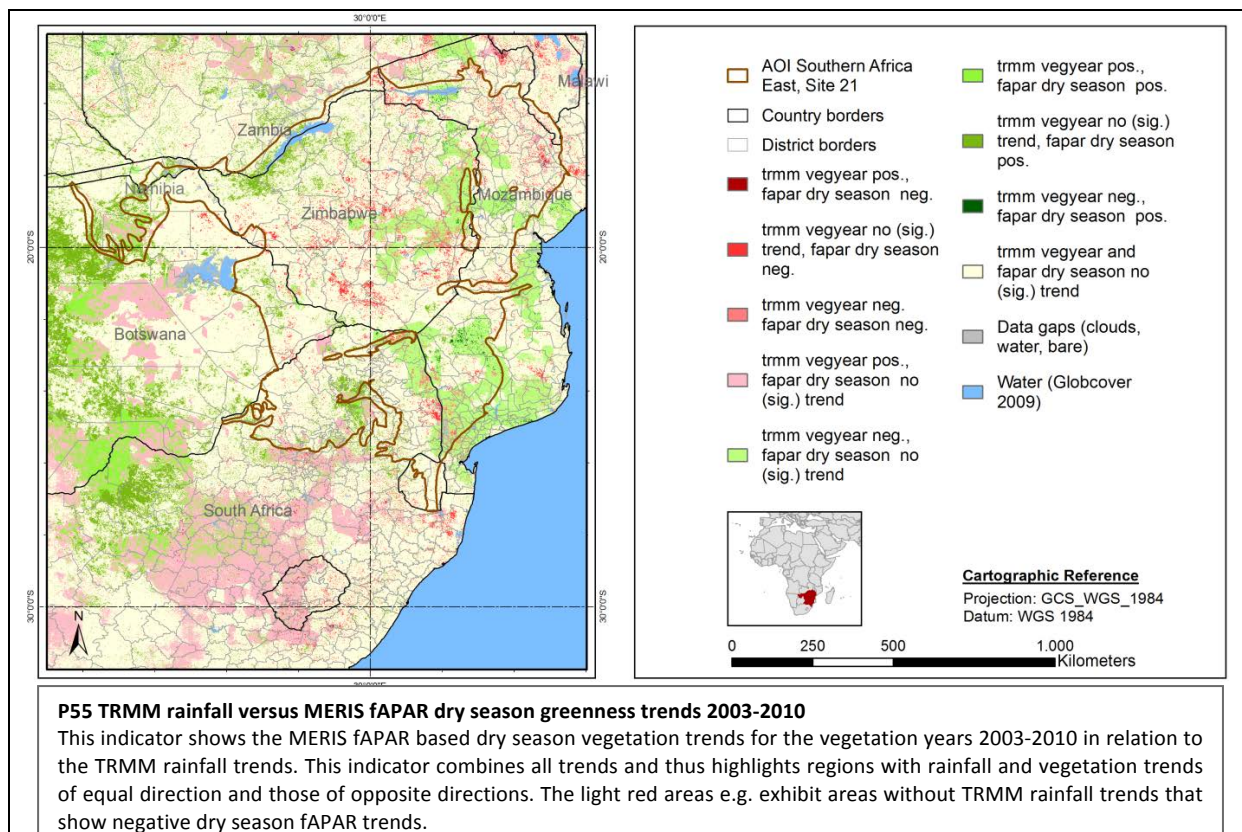 30°0'0"E
Malawi
Zambia
Namibia
Mozambique
Zimbabwe
20°0'0"S
20°0'0"S
Botswana
South Africa
30°0'0"S
30°0'0"S
N
AOI Southern Africa
East, Site 21
Country borders
District borders
trmm vegyear pos.,
fapar dry season neg.
trmm vegyear no (sig.)
trend, fapar dry season
neg.
trmm vegyear neg.
fapar dry season neg.
trmm vegyear pos.,
fapar dry season no
(sig.) trend
trmm vegyear neg.,
fapar dry season no
(sig.) trend
trmm vegyear pos.,
fapar dry season pos.
trmm vegyear no (sig.)
trend, fapar dry season
pos.
trmm vegyear neg.,
fapar dry season pos.
trmm vegyear and
fapar dry season no
(sig.) trend
Data gaps (clouds,
water, bare)
Water (Globcover
2009)
Cartographic Reference
Projection: GCS_WGS_1984
Datum: WGS 1984
0 250 500 1.000
Kilometers
30°0'0"E
P55 TRMM rainfall versus MERIS fAPAR dry season greenness trends 2003-2010
This indicator shows the MERIS fAPAR based dry season vegetation trends for the vegetation years 2003-2010 in relation to
the TRMM rainfall trends. This indicator combines all trends and thus highlights regions with rainfall and vegetation trends
of equal direction and those of opposite directions. The light red areas e.g. exhibit areas without TRMM rainfall trends that
show negative dry season fAPAR trends.